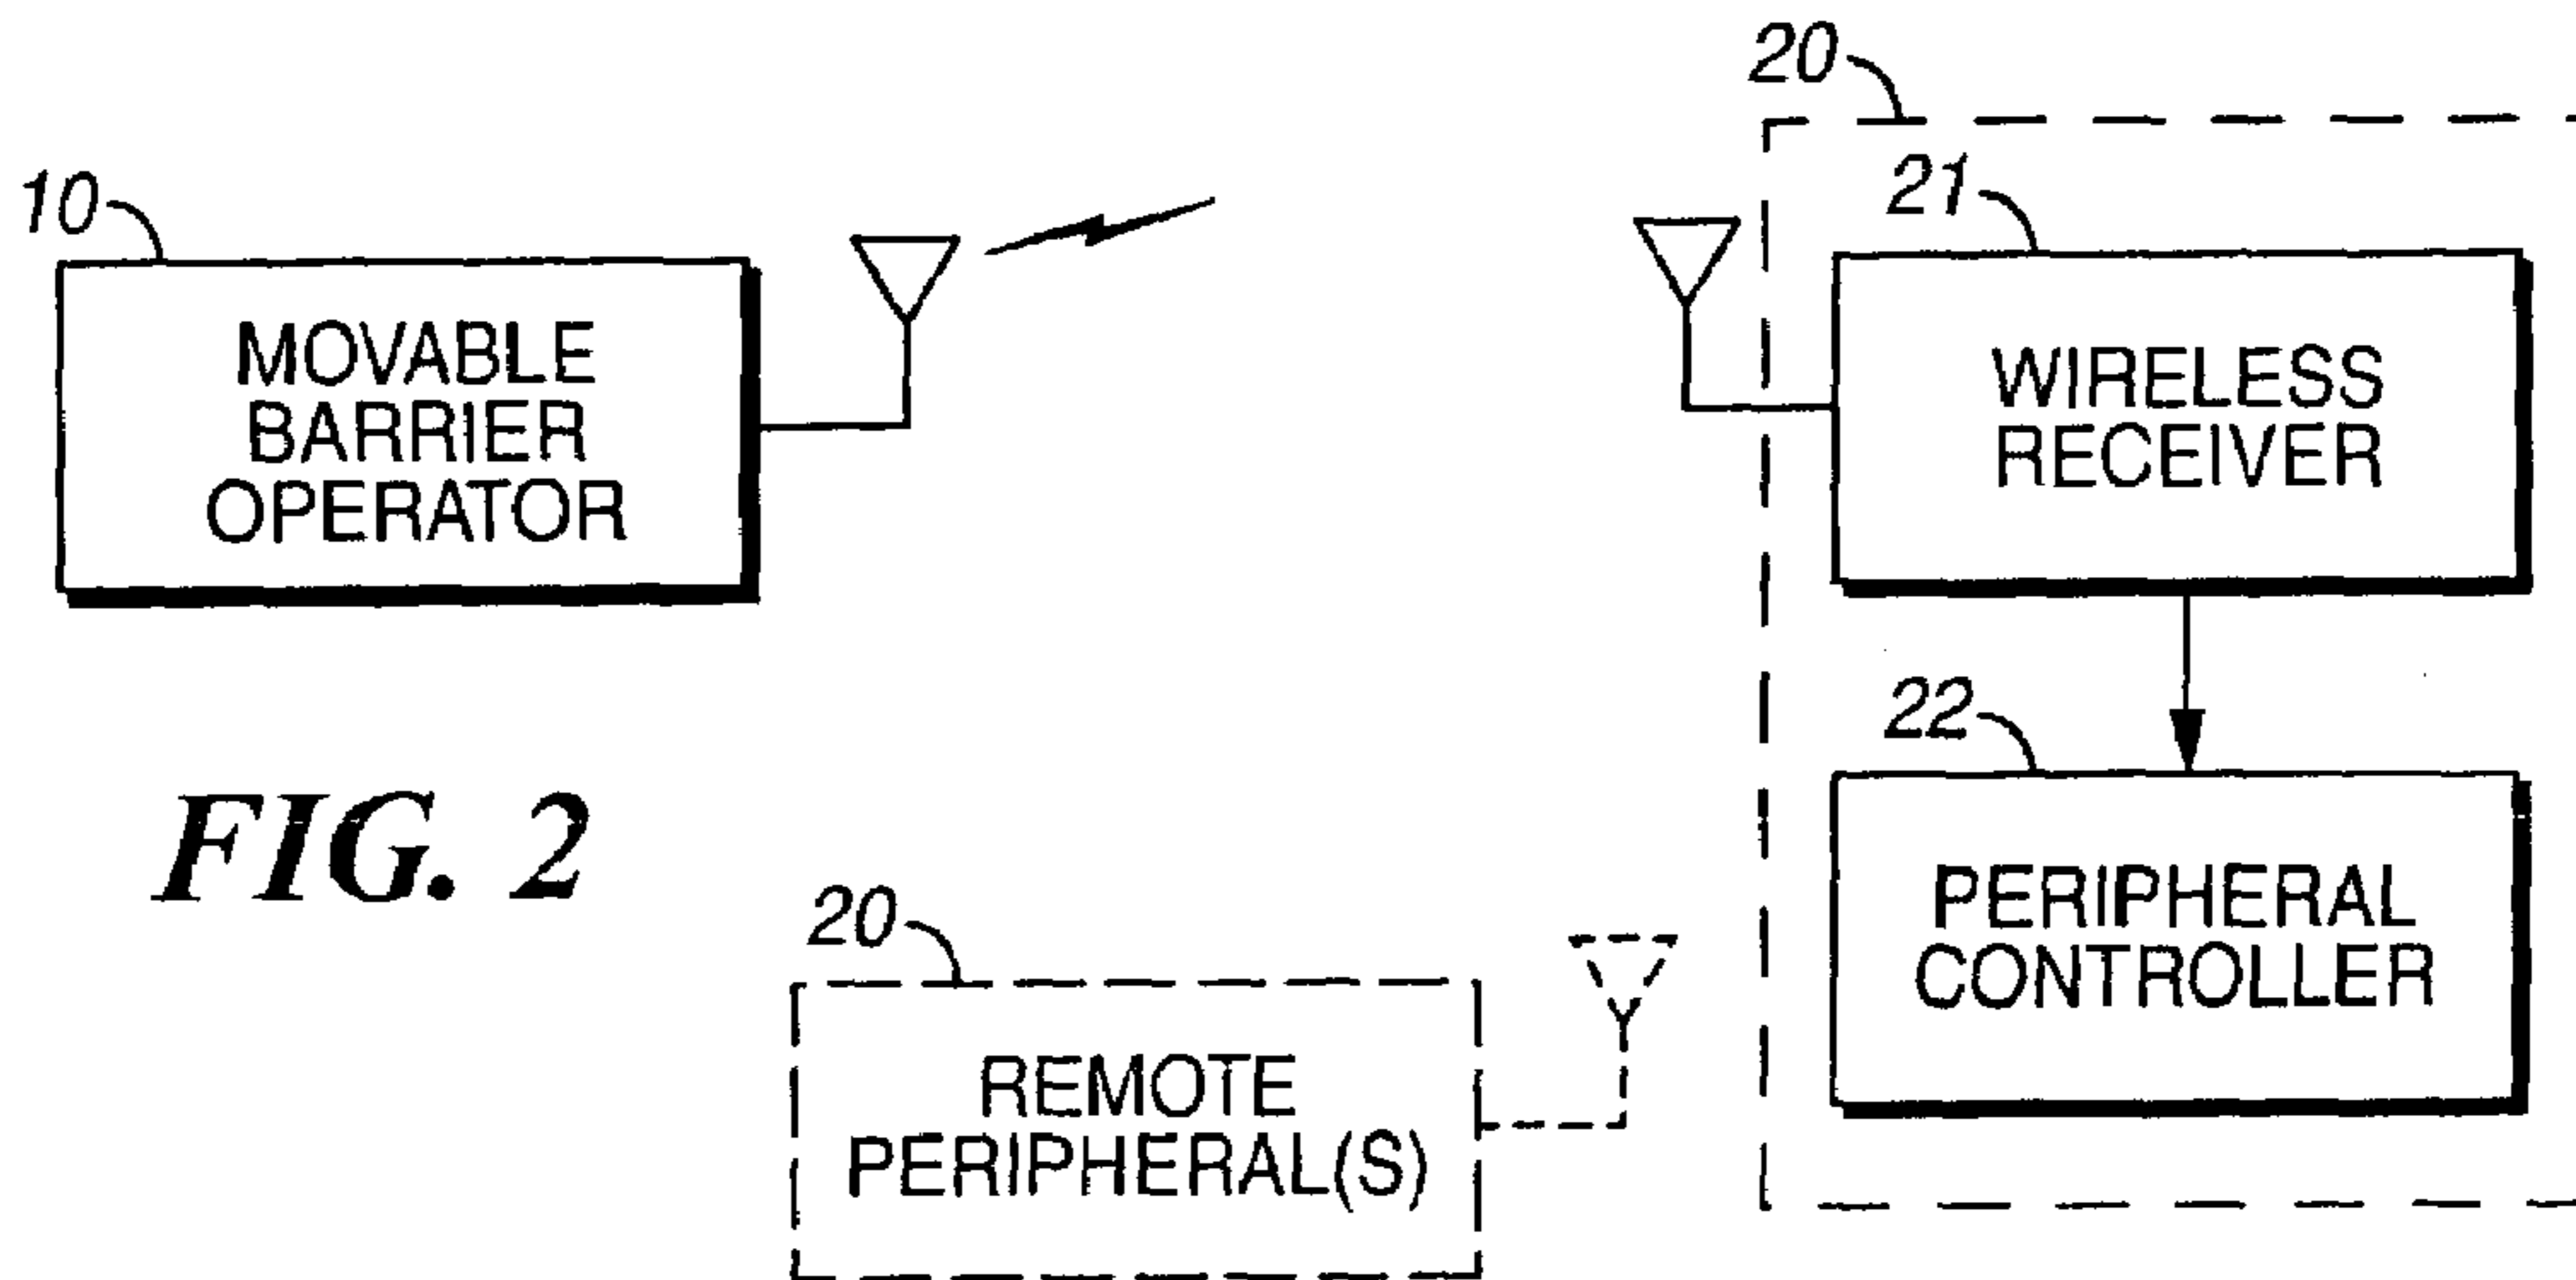 20
10
21
MOVABLE
BARRIER
OPERATOR
WIRELESS
RECEIVER
22
FIG. 2
PERIPHERAL
CONTROLLER
20
REMOTE
PERIPHERAL(S)